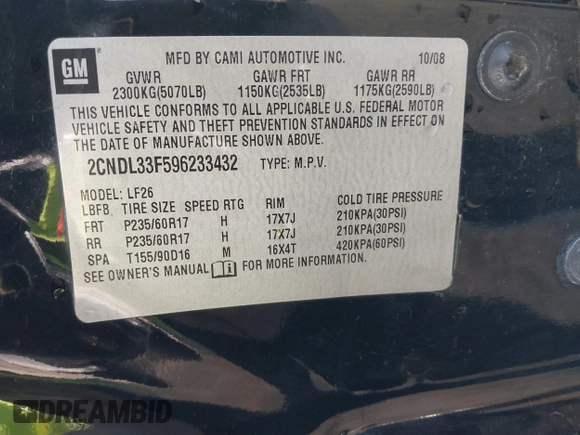 GM
MFD BY CAMI AUTOMOTIVE INC. 10/08
GVWR GAWR FRT GAWR RR
2300KG(5070LB) 1150KG(2535LB) 1175KG(2590LB)
THIS VEHICLE CONFORMS TO ALL APPLICABLE U.S. FEDERAL MOTOR
VEHICLE SAFETY AND THEFT PREVENTION STANDARDS IN EFFECT ON
THE DATE OF MANUFACTURE SHOWN ABOVE.
2CNDL33F596233432 TYPE: M.P.V.
MODEL: LF26
LBFB TIRE SIZE SPEED RTG RIM COLD TIRE PRESSURE
FRT P235/60R17 H 17X7J 210KPA(30PSI)
RR P235/60R17 H 17X7J 210KPA(30PSI)
SPA T155/90D16 M 16X4T 420KPA(60PSI)
SEE OWNER'S MANUAL i FOR MORE INFORMATION.
DREAMBID